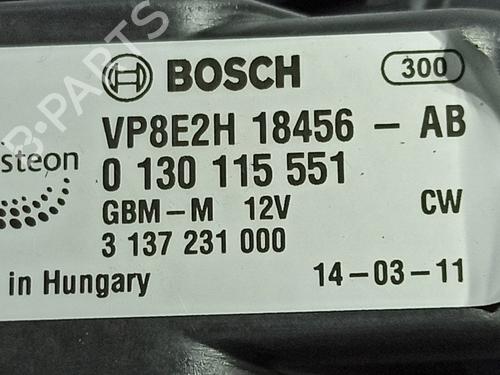 B-PARTS
BOSCH 300
VP8E2H 18456 – AB
steon 0 130 115 551
GBM–M 12V CW
3 137 231 000
in Hungary 14–03–11